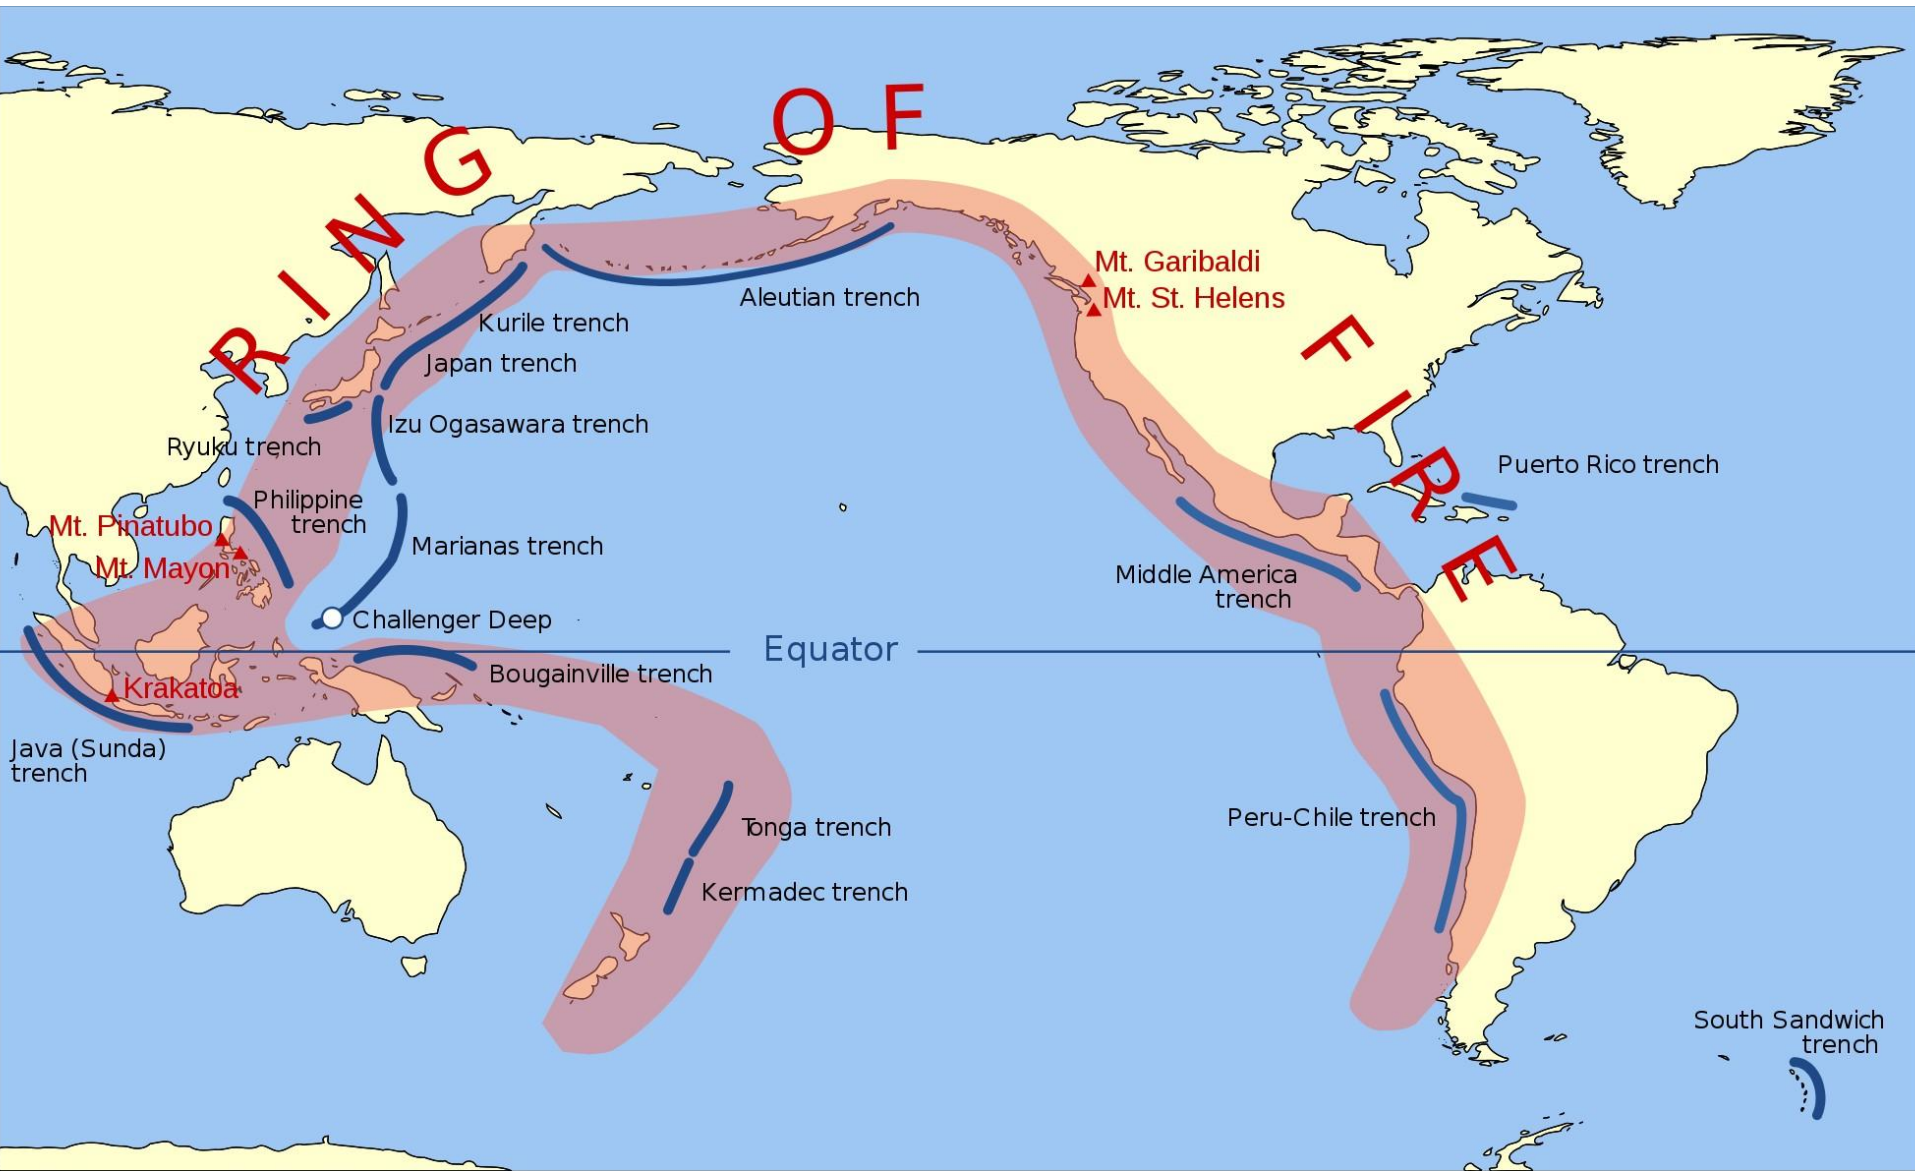 RING OF FIRE
Mt. Garibaldi
Mt. St. Helens
Aleutian trench
Kurile trench
Japan trench
Izu Ogasawara trench
Ryuku trench
Puerto Rico trench
Philippine
trench
Mt. Pinatubo
Marianas trench
Mt. Mayon
Middle America
trench
Challenger Deep
Equator
Bougainville trench
Krakatoa
Java (Sunda)
trench
Peru-Chile trench
Tonga trench
Kermadec trench
South Sandwich
trench